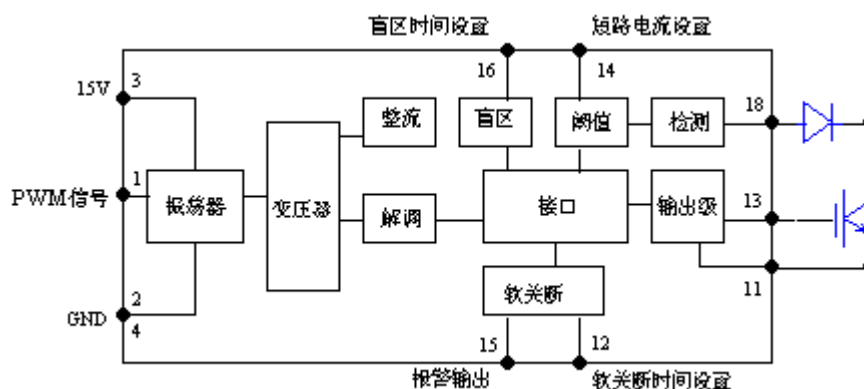 盲区时间设置
短路电流设置
16
14
3
15V
18
整流
盲区
阈值
检测
PWM信号
1
振荡器
变压器
解调
接口
输出级
13
软关断
2
GND
4
11
15
12
报警输出
软关断时间设置